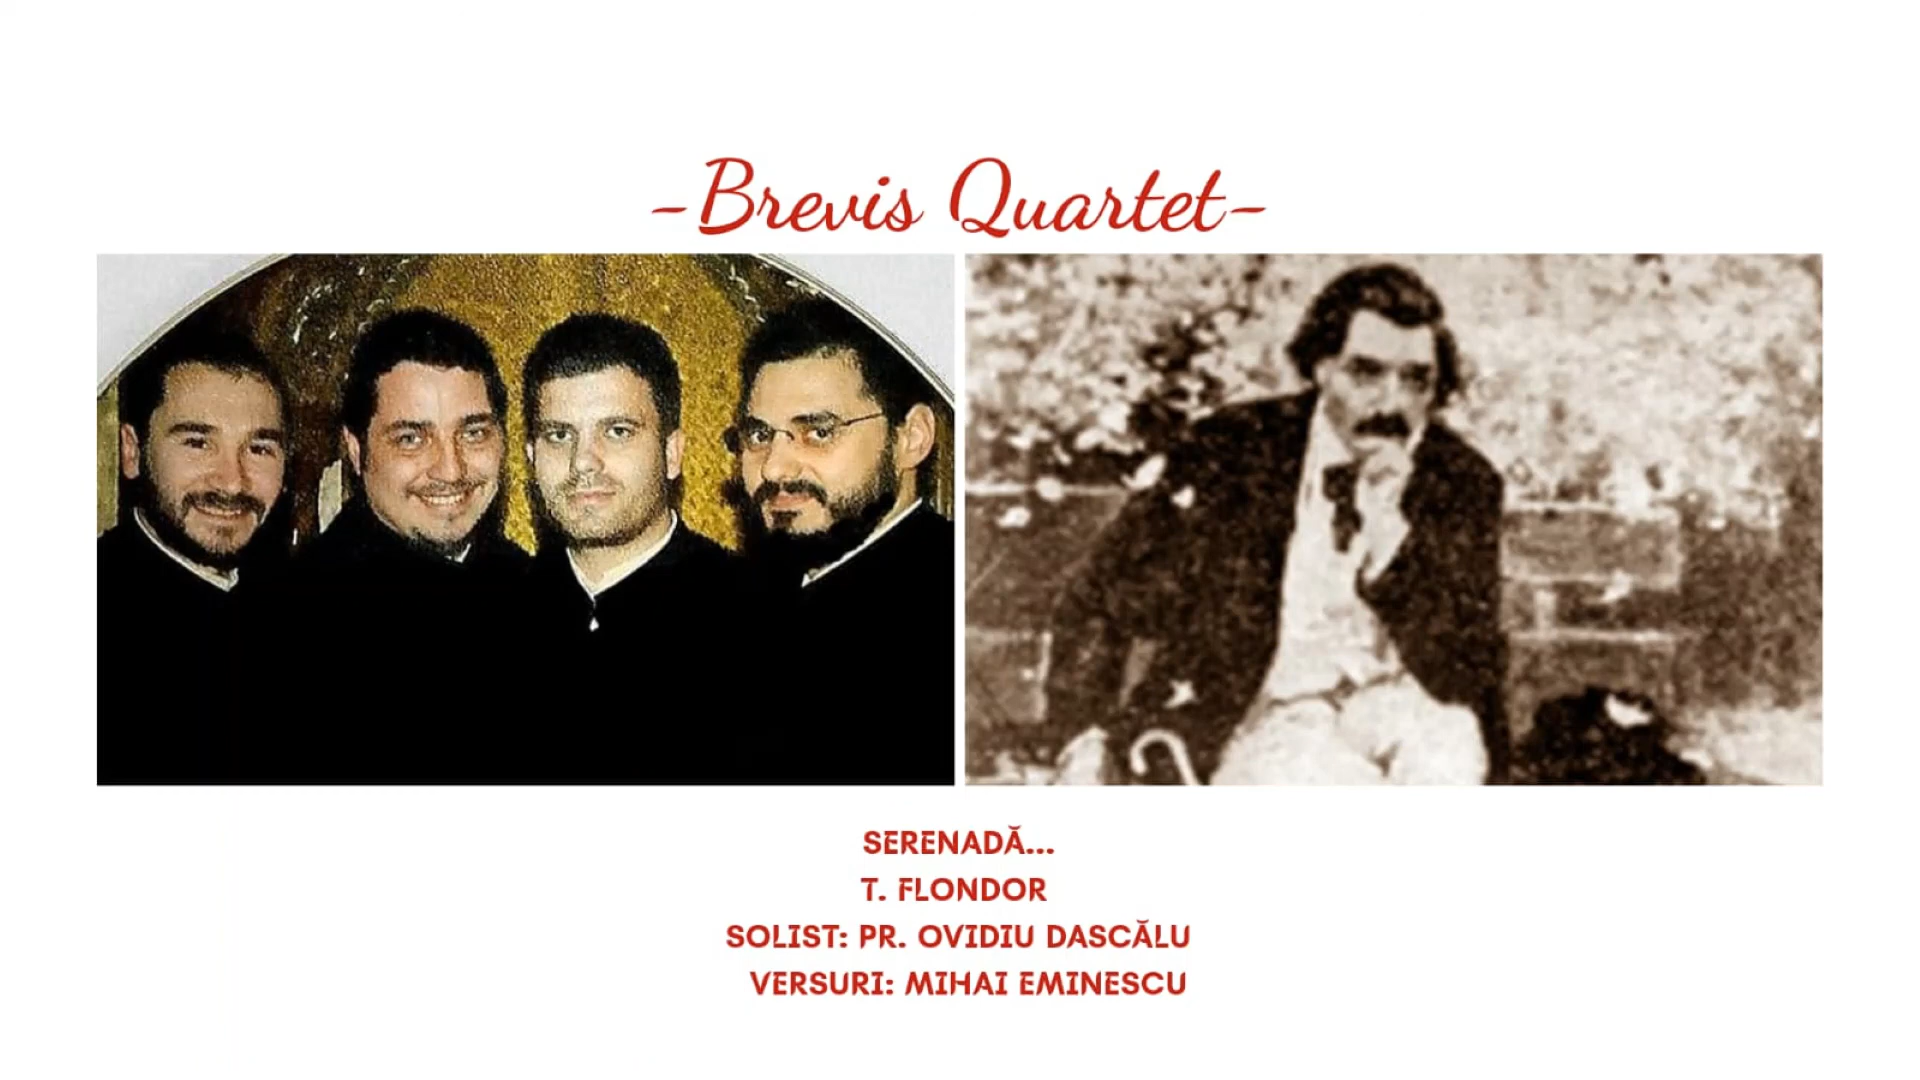 -Brevis Quartet-
SERENADĂ...
T. FLONDOR
SOLIST: PR. OVIDIU DASCĂLU
VERSURI: MIHAI EMINESCU